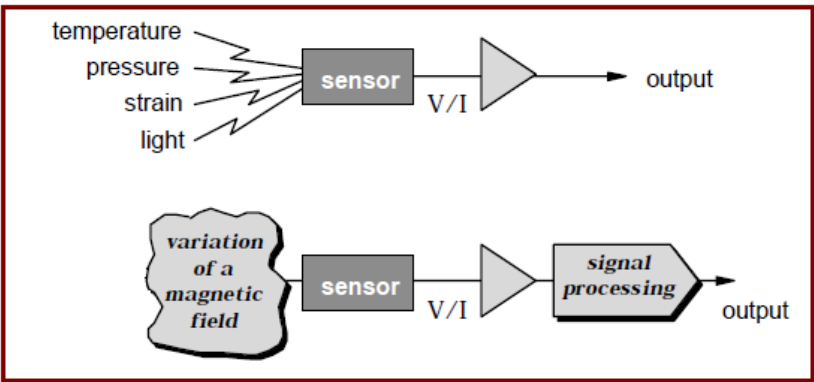 temperature
pressure
strain
light
sensor
V/I
output
variation
of a
magnetic
field
sensor
V/I
signal
processing
output